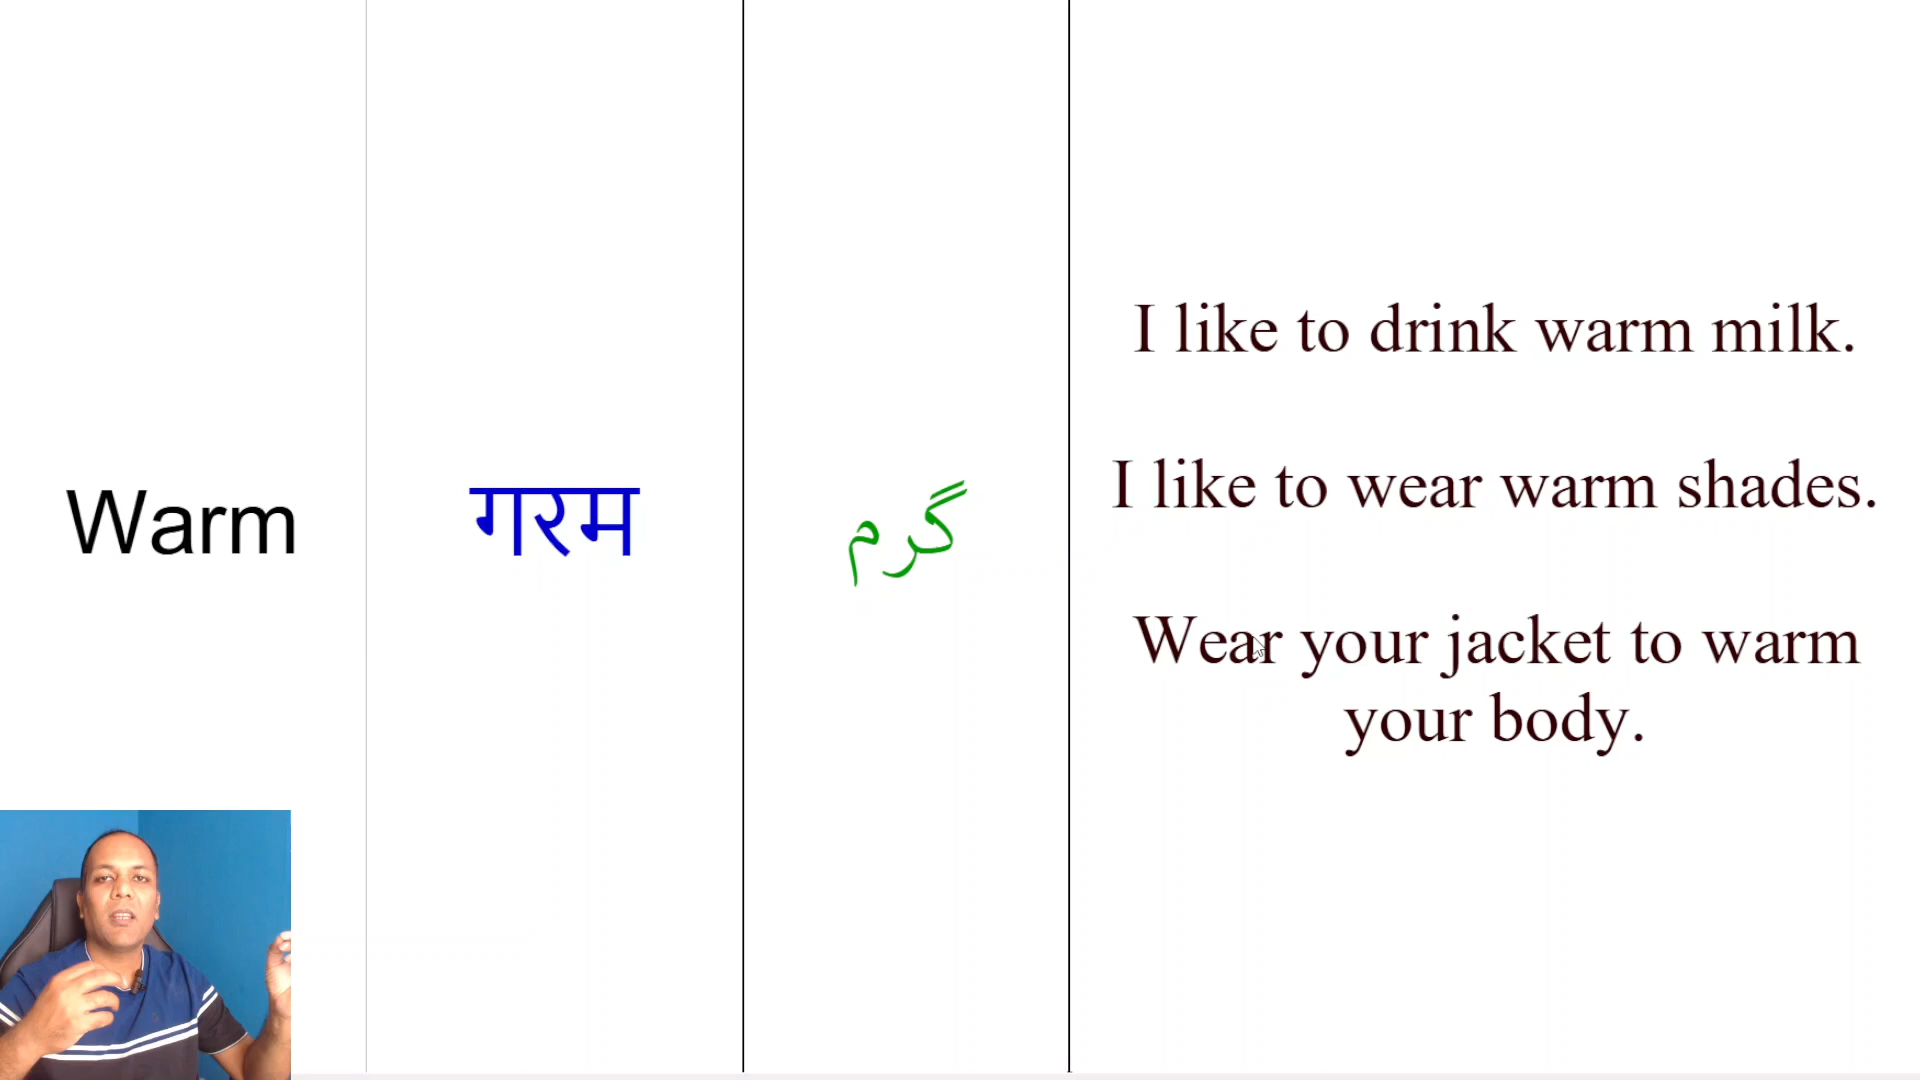 Warm
गरम
گرم
I like to drink warm milk.
I like to wear warm shades.
Wear your jacket to warm
your body.